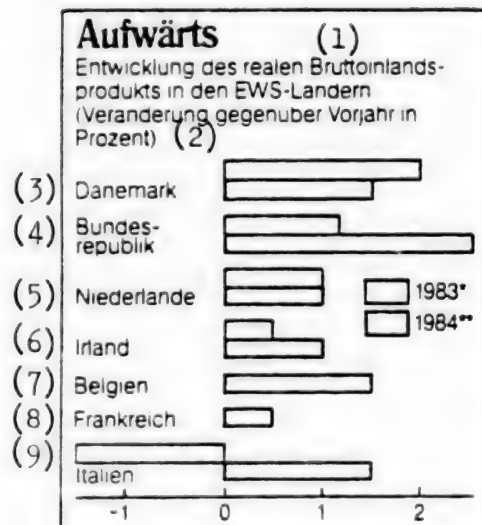 Aufwärts (1)
Entwicklung des realen Bruttoinlands-
produkts in den EWS-Landern
(Veranderung gegenuber Vorjahr in
Prozent) (2)
(3) Danemark
(4) Bundes-
republik
(5) Niederlande
1983*
1984**
(6) Irland
(7) Belgien
(8) Frankreich
(9)
Italien
-1 0 1 2